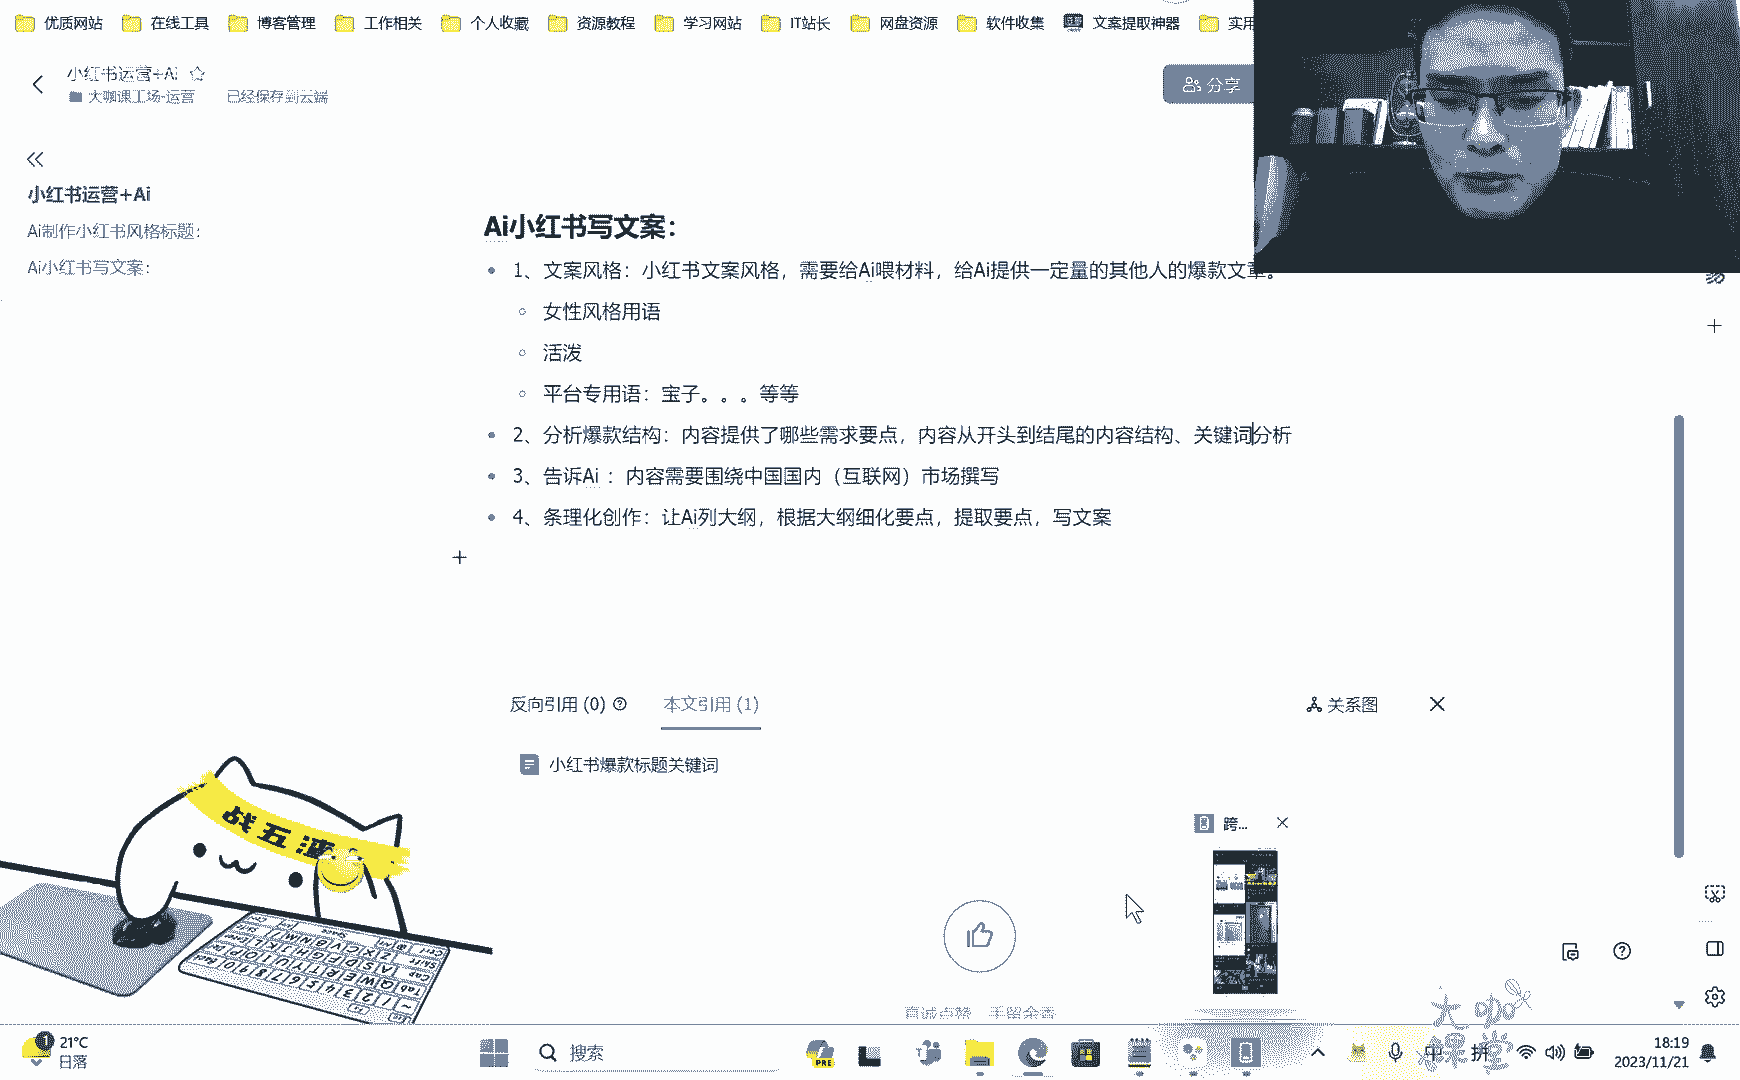 优质网站 在线工具 博客管理 工作相关 个人收藏 资源教程 学习网站 IT站长 网盘资源 软件收集 文案提取神器 实用
小红书运营+Ai
大咖课工场-运营 已经保存到云端
分享
小红书运营+Ai
Ai制作小红书风格标题：
Ai小红书写文案：
Ai小红书写文案：
1、文案风格：小红书文案风格，需要给Ai喂材料，给Ai提供一定量的其他人的爆款文章。
女性风格用语
活泼
平台专用语：宝子。。。等等
2、分析爆款结构：内容提供了哪些需求要点，内容从开头到结尾的内容结构、关键词分析
3、告诉Ai ：内容需要围绕中国国内（互联网）市场撰写
4、条理化创作：让Ai列大纲，根据大纲细化要点，提取要点，写文案
反向引用 (0) 本文引用 (1) 关系图
小红书爆款标题关键词
跨...
战五渣
真诚点赞，手留余香
大咖
课堂
21°C
日落
搜索
PRE
中 拼
18:19
2023/11/21